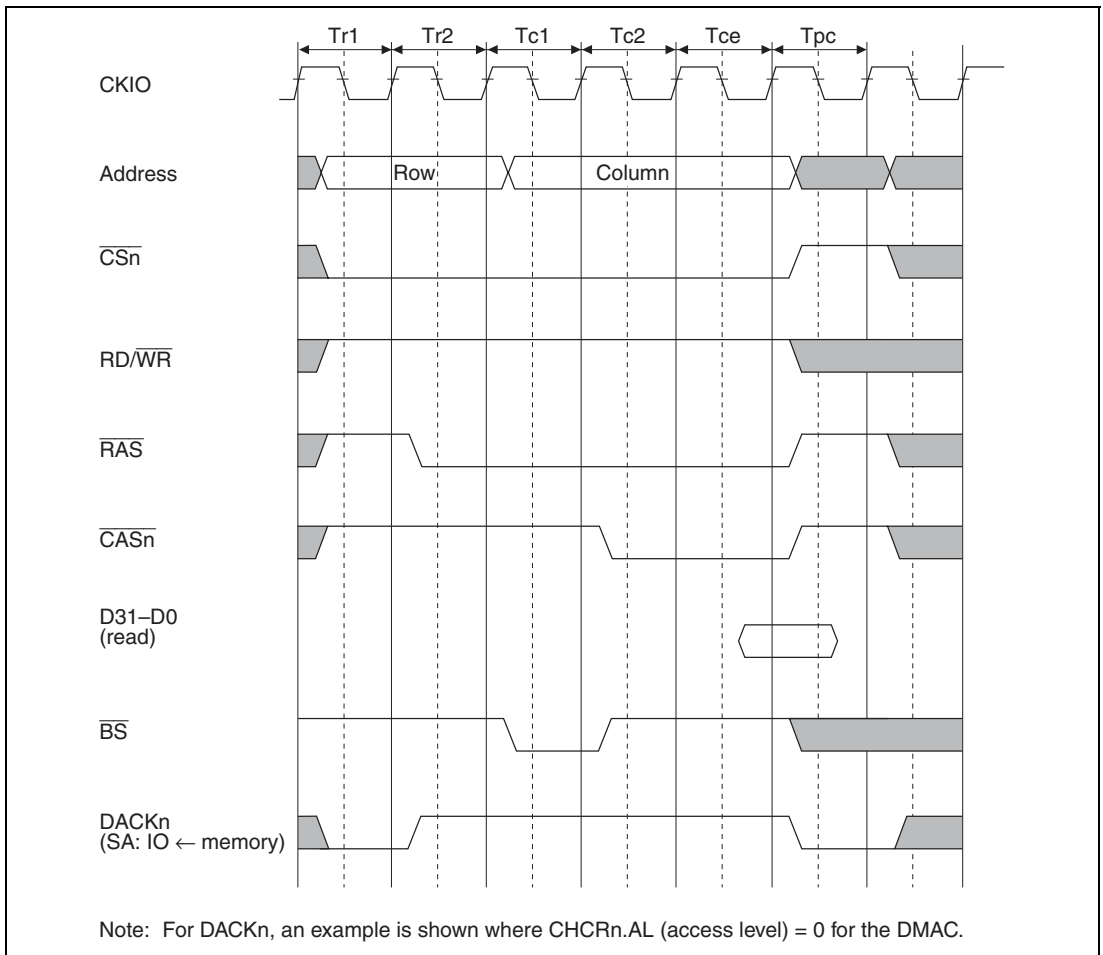 Tr1 Tr2 Tc1 Tc2 Tce Tpc
CKIO
Address Row Column
CSn
RD/WR
RAS
CASn
D31–D0
(read)
BS
DACKn
(SA: IO ← memory)
Note: For DACKn, an example is shown where CHCRn.AL (access level) = 0 for the DMAC.